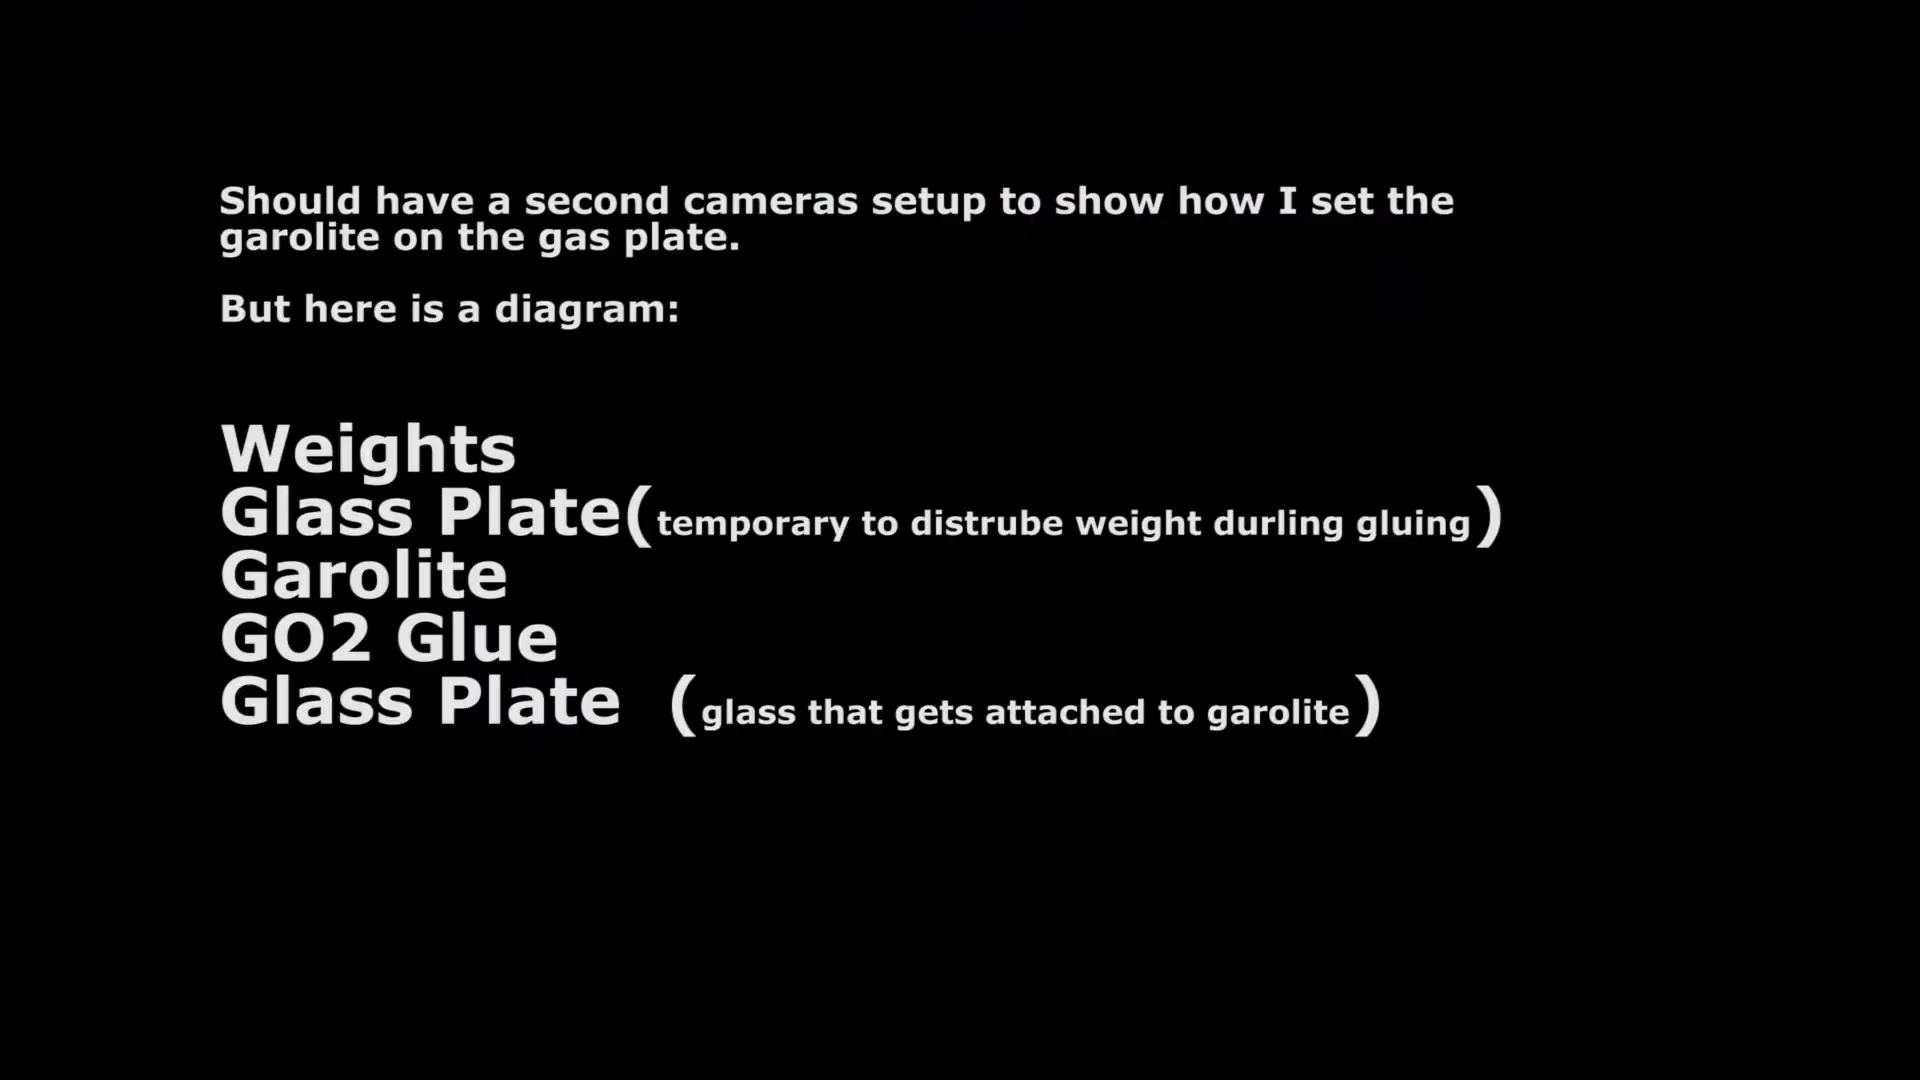 Should have a second cameras setup to show how I set the
garolite on the gas plate.
But here is a diagram:
Weights
Glass Plate(temporary to distrube weight durling gluing)
Garolite
GO2 Glue
Glass Plate (glass that gets attached to garolite)